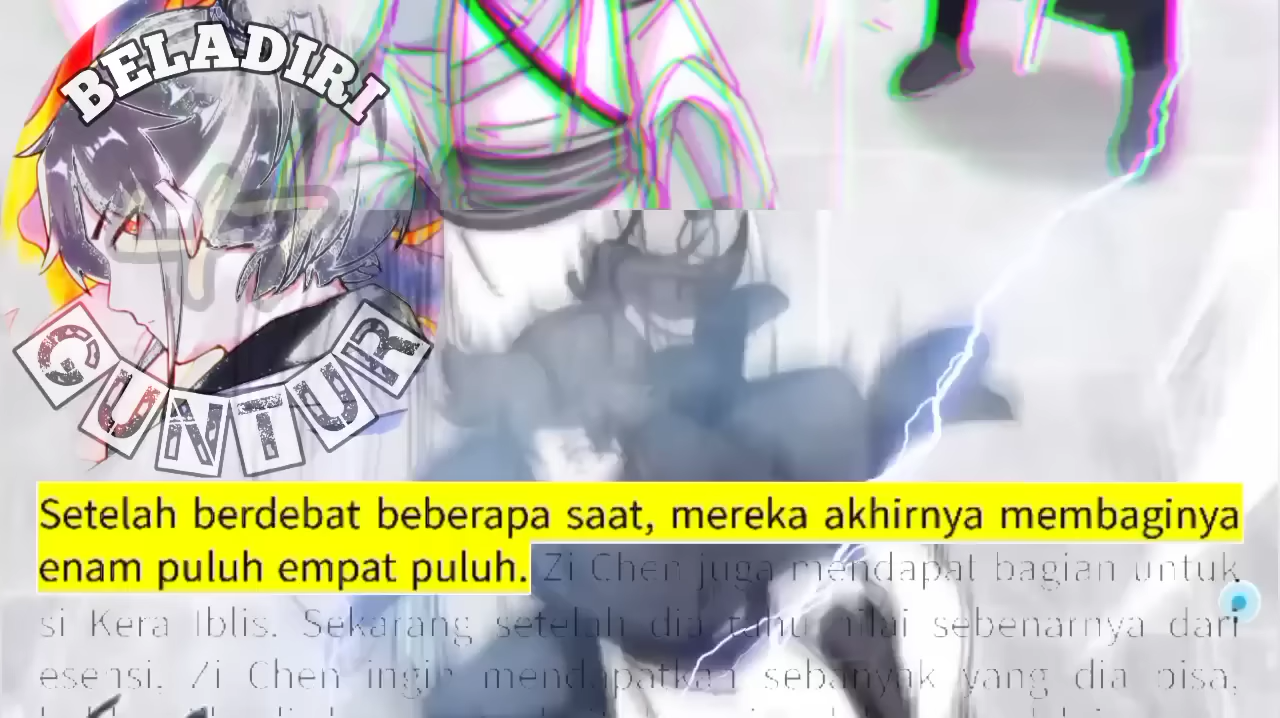 BELADIRI
GUNTUR
Setelah berdebat beberapa saat, mereka akhirnya membaginya
enam puluh empat puluh. Zi Chen juga mendapat bagian untuk
si Kera Iblis. Sekarang setelah dia tahu nilai sebenarnya dari
esensi, Zi Chen ingin mendapatkan sebanyak yang dia bisa,